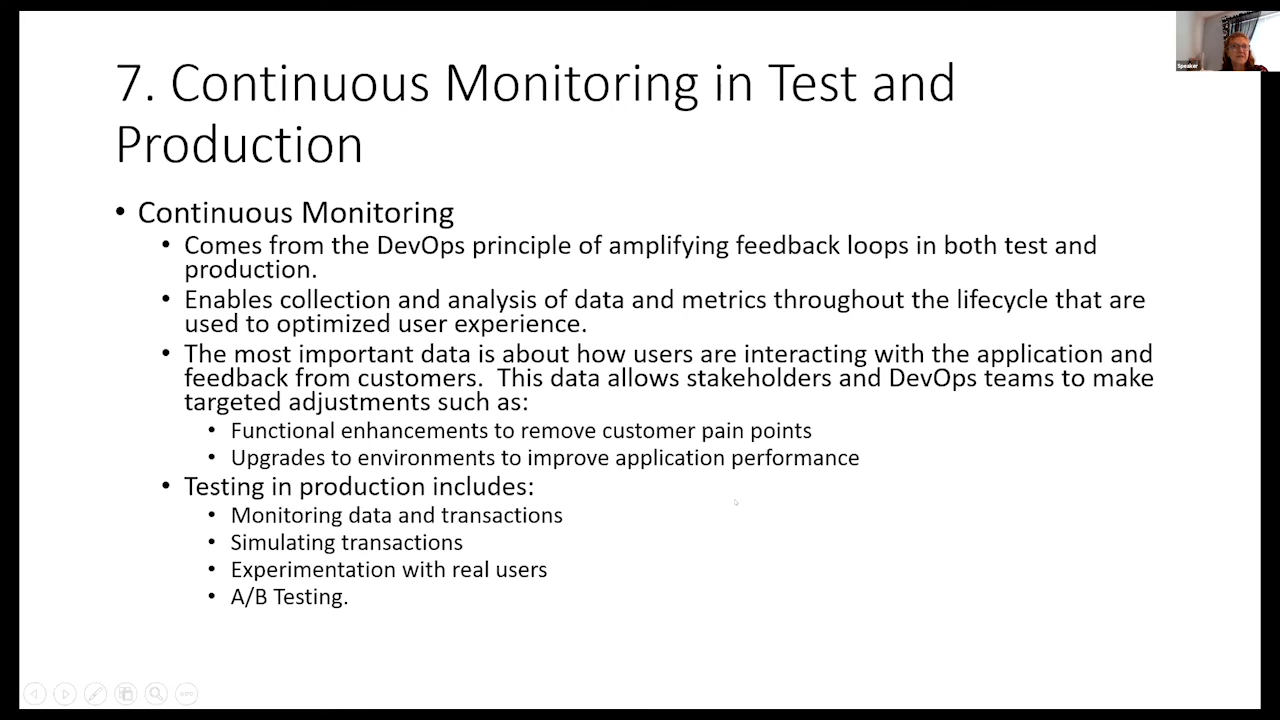 Speaker
7. Continuous Monitoring in Test and
Production
• Continuous Monitoring
• Comes from the DevOps principle of amplifying feedback loops in both test and
production.
• Enables collection and analysis of data and metrics throughout the lifecycle that are
used to optimized user experience.
• The most important data is about how users are interacting with the application and
feedback from customers.  This data allows stakeholders and DevOps teams to make
targeted adjustments such as:
• Functional enhancements to remove customer pain points
• Upgrades to environments to improve application performance
• Testing in production includes:
• Monitoring data and transactions
• Simulating transactions
• Experimentation with real users
• A/B Testing.